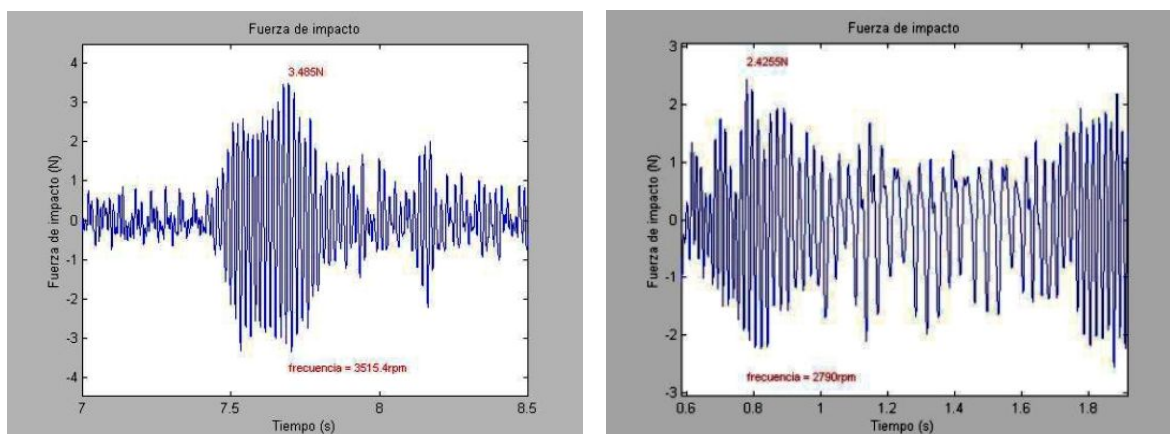 Fuerza de impacto
Fuerza de impacto (N)
4
3
2
1
0
-1
-2
-3
-4
3.485N
frecuencia = 3515.4rpm
7
7.5
8
8.5
Tiempo (s)
Fuerza de impacto
Fuerza de impacto (N)
3
2
1
0
-1
-2
-3
2.4255N
frecuencia = 2790rpm
0.6
0.8
1
1.2
1.4
1.6
1.8
Tiempo (s)